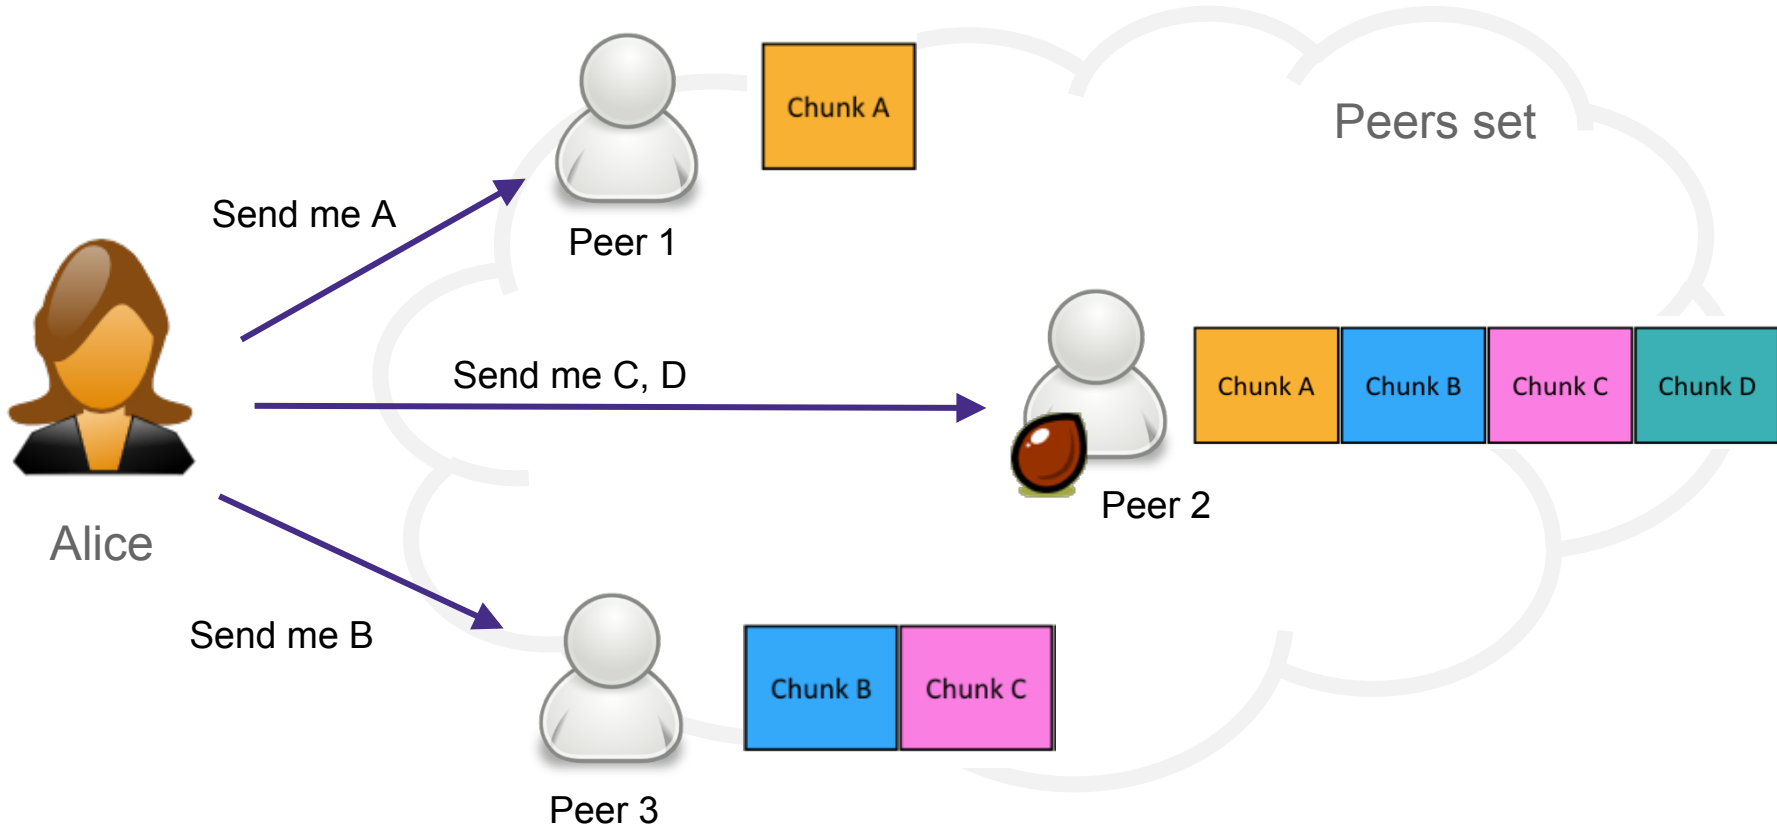 Chunk A
Peers set
Send me A
Peer 1
Send me C, D
Chunk A
Chunk B
Chunk C
Chunk D
Peer 2
Alice
Send me B
Chunk B
Chunk C
Peer 3